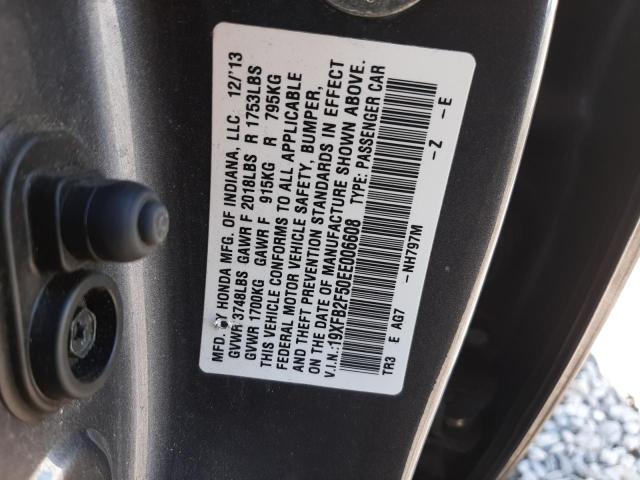 MFD. BY HONDA MFG. OF INDIANA, LLC 12/'13
GVWR 3748LBS GAWR F 2018LBS R 1753LBS
GVWR 1700KG GAWR F 915KG R 795KG
THIS VEHICLE CONFORMS TO ALL APPLICABLE
FEDERAL MOTOR VEHICLE SAFETY, BUMPER,
AND THEFT PREVENTION STANDARDS IN EFFECT
ON THE DATE OF MANUFACTURE SHOWN ABOVE.
V.I.N.:19XFB2F50EE006608 TYPE: PASSENGER CAR
TR3 E AG7 -NH797M -Z -E